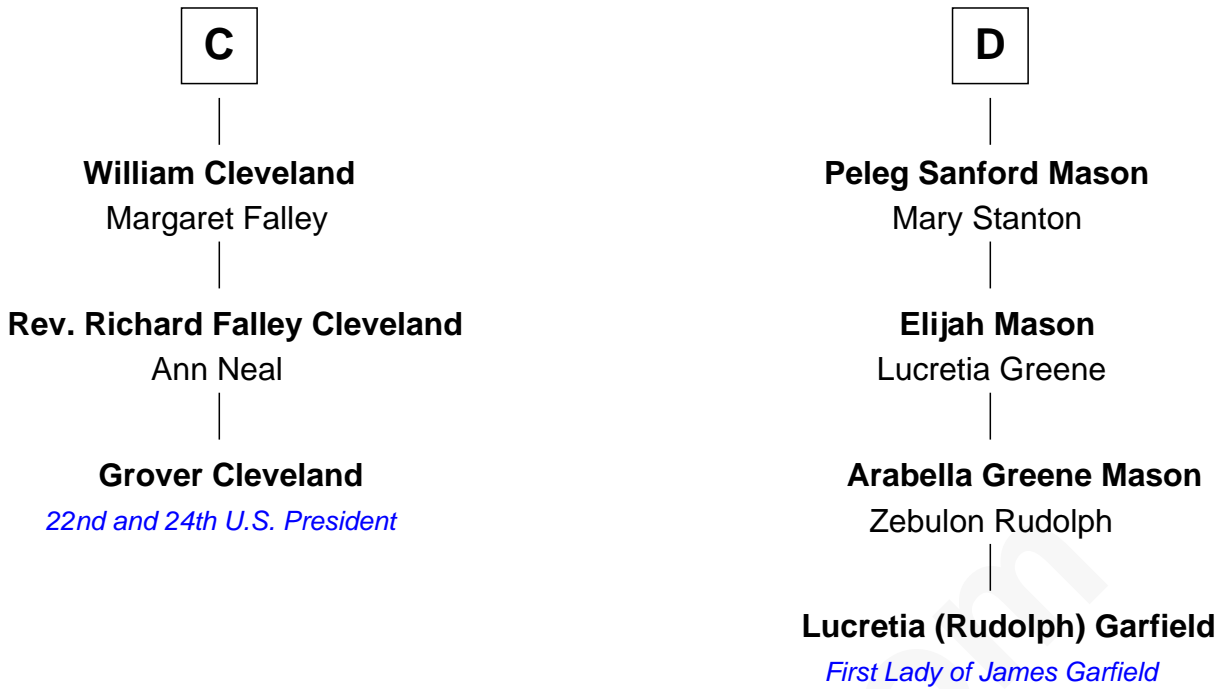 C
William Cleveland
Margaret Falley
Rev. Richard Falley Cleveland
Ann Neal
Grover Cleveland
22nd and 24th U.S. President
D
Peleg Sanford Mason
Mary Stanton
Elijah Mason
Lucretia Greene
Arabella Greene Mason
Zebulon Rudolph
Lucretia (Rudolph) Garfield
First Lady of James Garfield